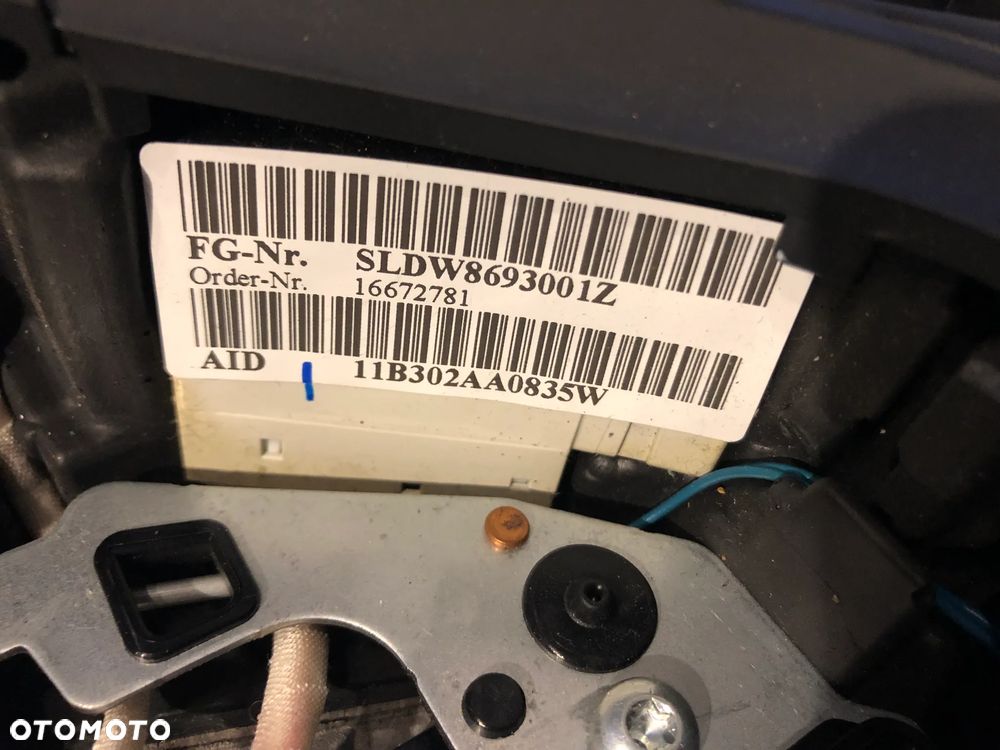 FG-Nr. SLDW8693001Z
Order-Nr. 16672781
AID 11B302AA0835W
OTOMOTO